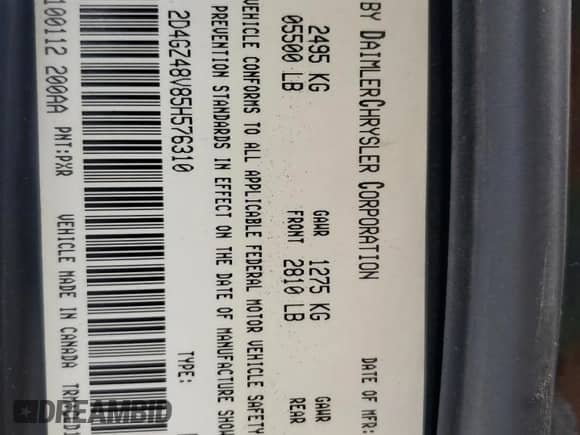 BY DAIMLERCHRYSLER CORPORATION DATE OF MFR:
2495 KG GAWR 1275 KG GAWR
05500 LB FRONT 2810 LB REAR
VEHICLE CONFORMS TO ALL APPLICABLE FEDERAL MOTOR VEHICLE SAFETY
PREVENTION STANDARDS IN EFFECT ON THE DATE OF MANUFACTURE SHOW
2D4GZ48V85H576310 TYPE:
100112 200AA PNT:PXR VEHICLE MADE IN CANADA
DREAMBID